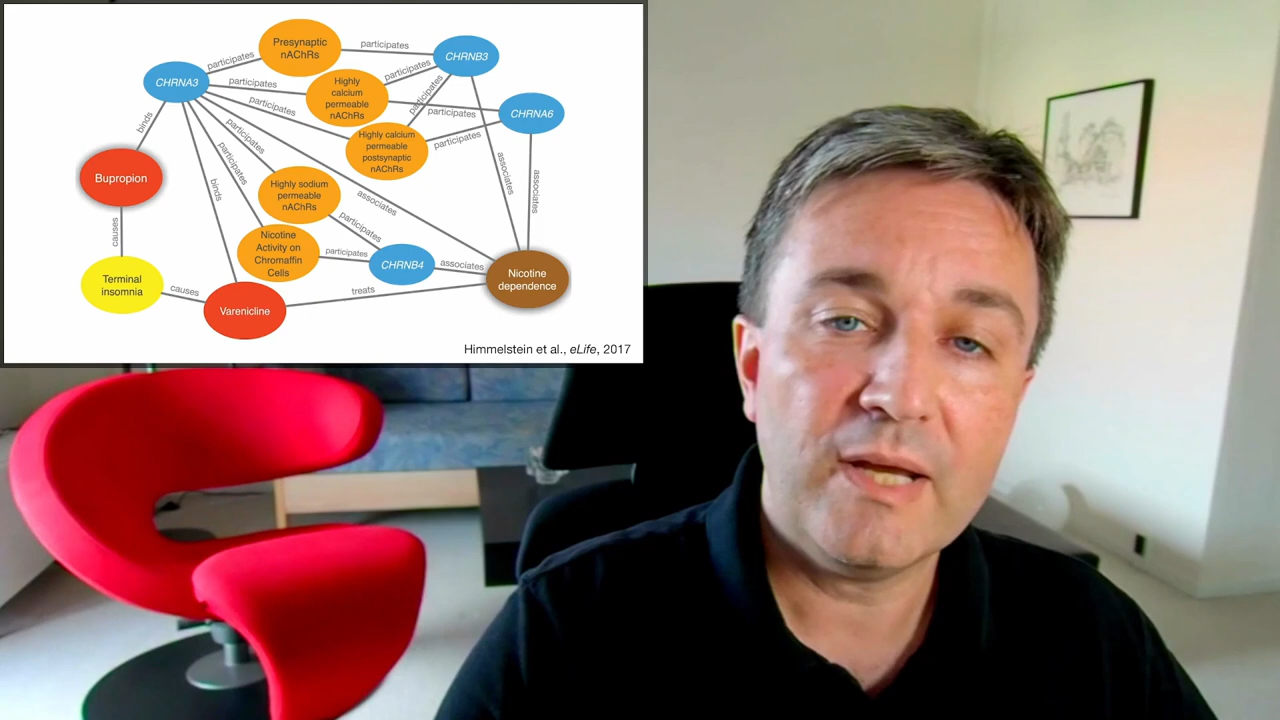 Presynaptic
nAChRs
participates
participates
CHRNB3
CHRNA3
participates
participates
Highly
calcium
permeable
nAChRs
participates
participates
participates
CHRNA6
binds
participates
Highly calcium
permeable
postsynaptic
nAChRs
participates
participates
binds
associates
associates
associates
Bupropion
Highly sodium
permeable
nAChRs
participates
causes
Nicotine
Activity on
Chromaffin
Cells
participates
CHRNB4
associates
Nicotine
dependence
Terminal
insomnia
causes
Varenicline
treats
Himmelstein et al., eLife, 2017